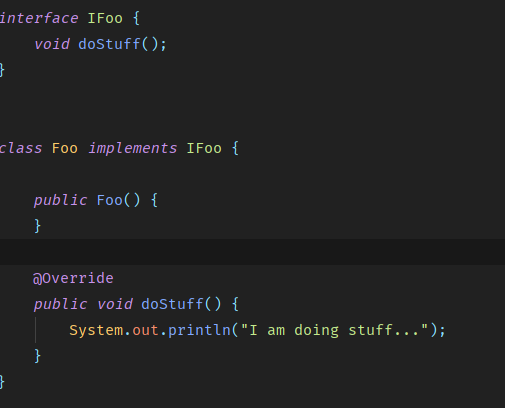 interface IFoo {
    void doStuff();
}
class Foo implements IFoo {
    public Foo() {
    }
    @Override
    public void doStuff() {
        System.out.println("I am doing stuff...");
    }
}